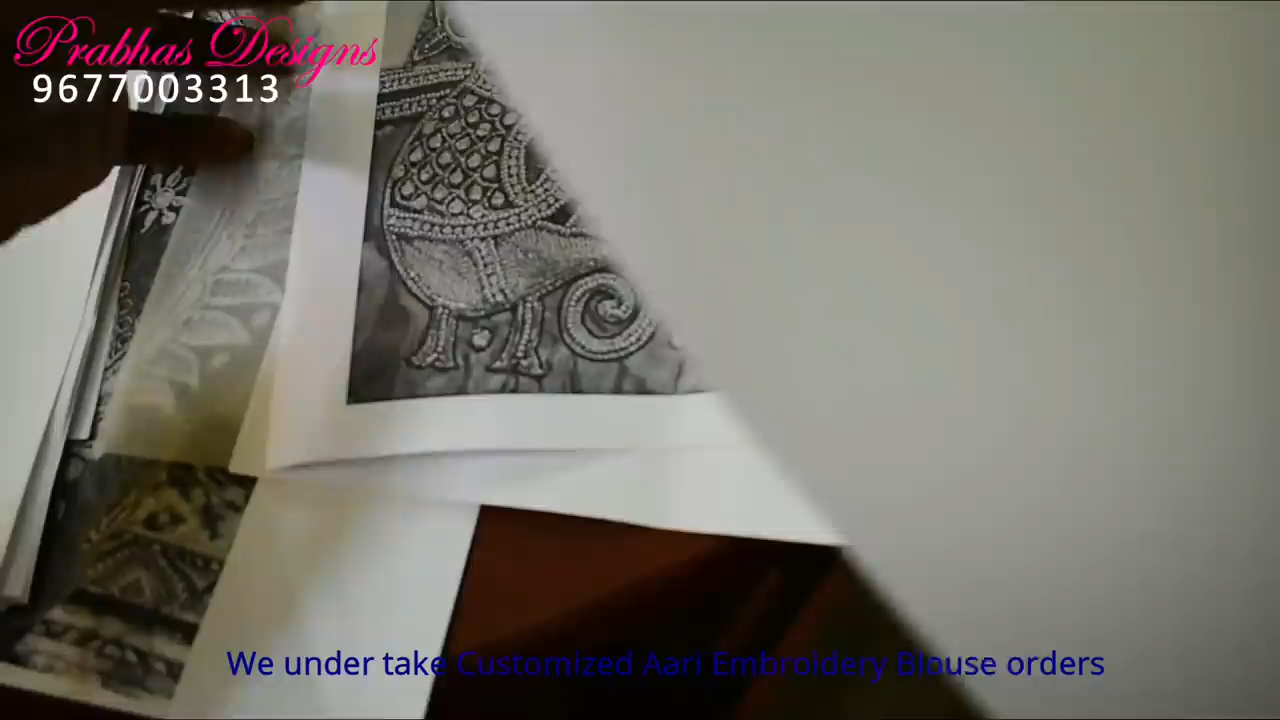 Prabhas Designs
9677003313
We under take Customized Aari Embroidery Blouse orders